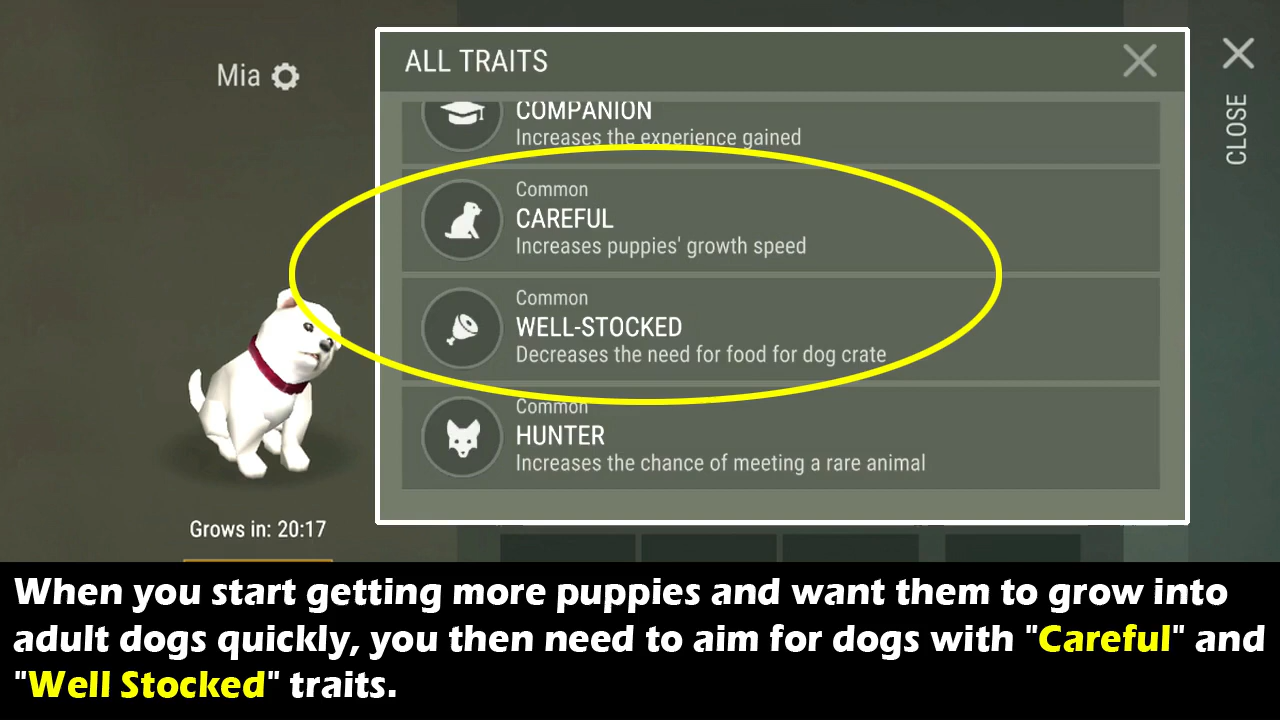 Mia
ALL TRAITS
CLOSE
COMPANION
Increases the experience gained
Common
CAREFUL
Increases puppies' growth speed
Common
WELL-STOCKED
Decreases the need for food for dog crate
Common
HUNTER
Increases the chance of meeting a rare animal
Grows in: 20:17
When you start getting more puppies and want them to grow into
adult dogs quickly, you then need to aim for dogs with "Careful" and
"Well Stocked" traits.